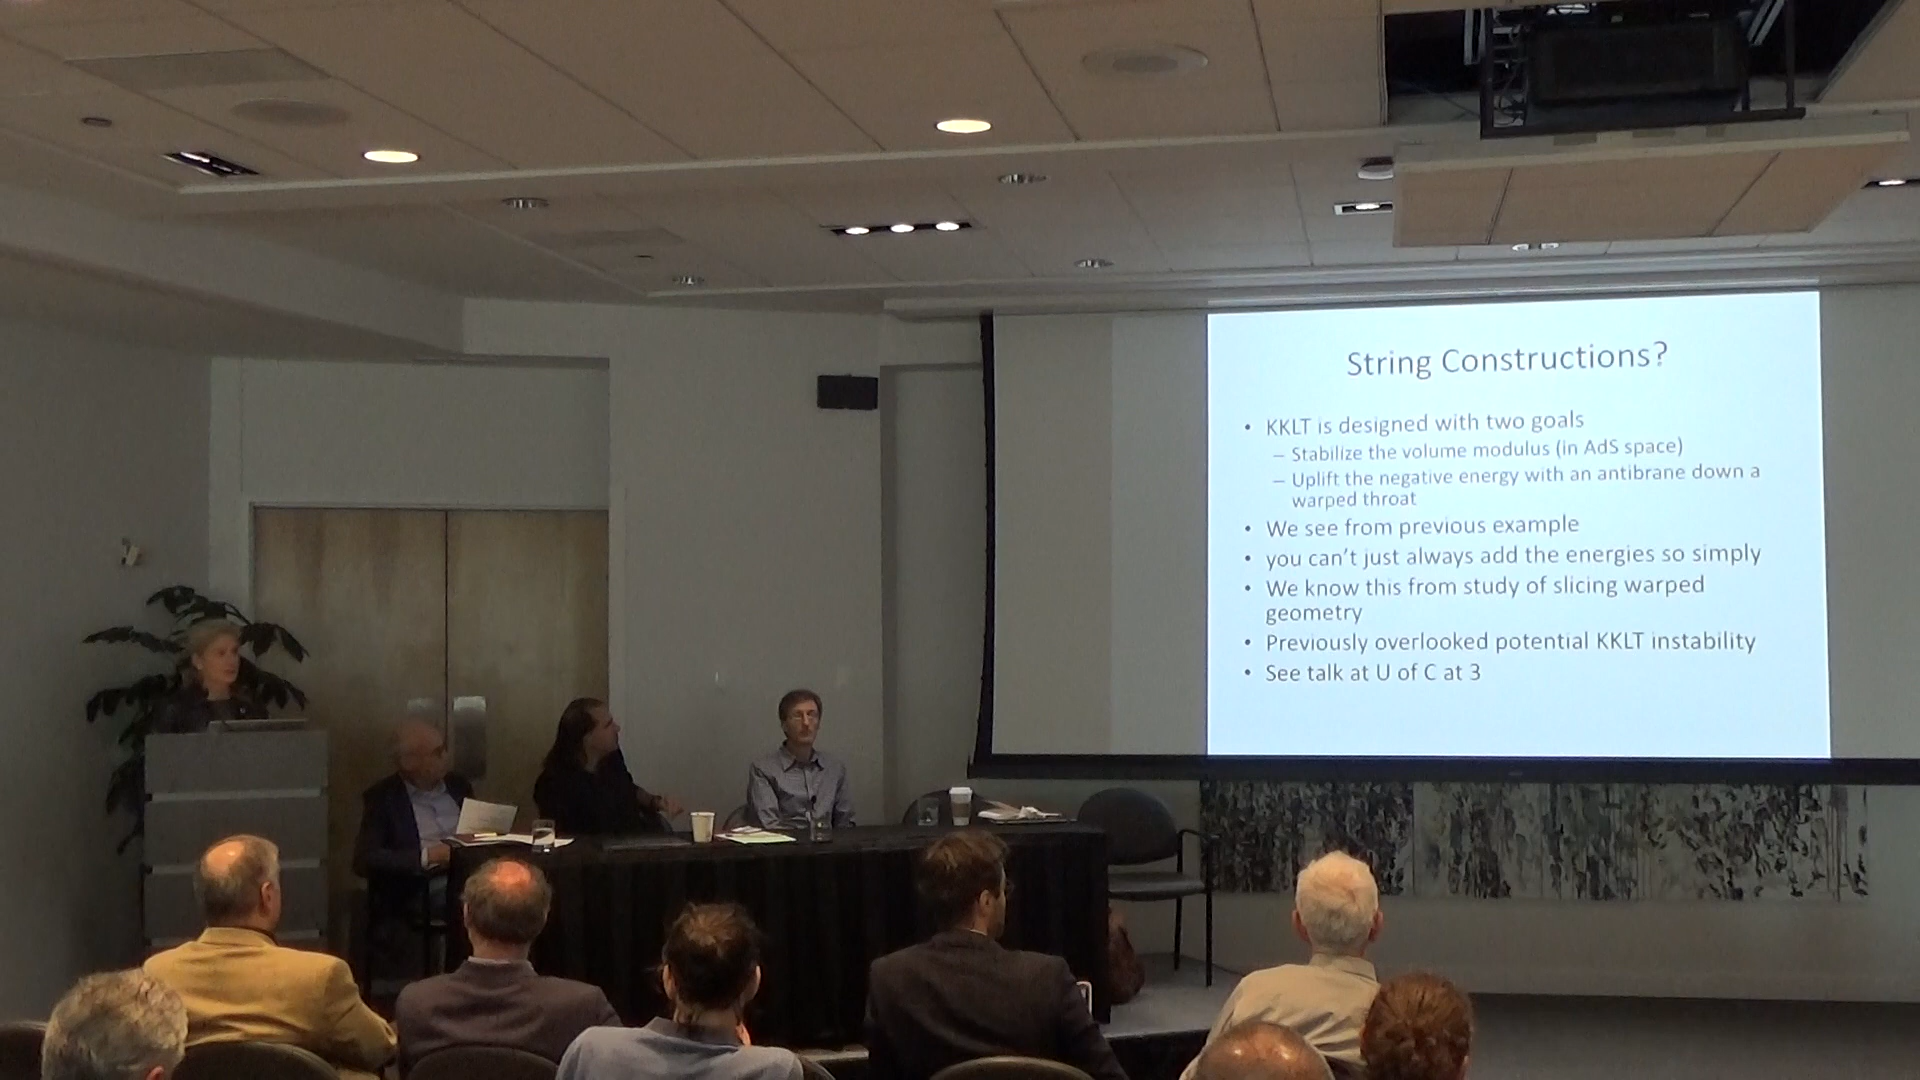 String Constructions?
• KKLT is designed with two goals
– Stabilize the volume modulus (in AdS space)
– Uplift the negative energy with an antibrane down a
warped throat
• We see from previous example
• you can't just always add the energies so simply
• We know this from study of slicing warped
geometry
• Previously overlooked potential KKLT instability
• See talk at U of C at 3